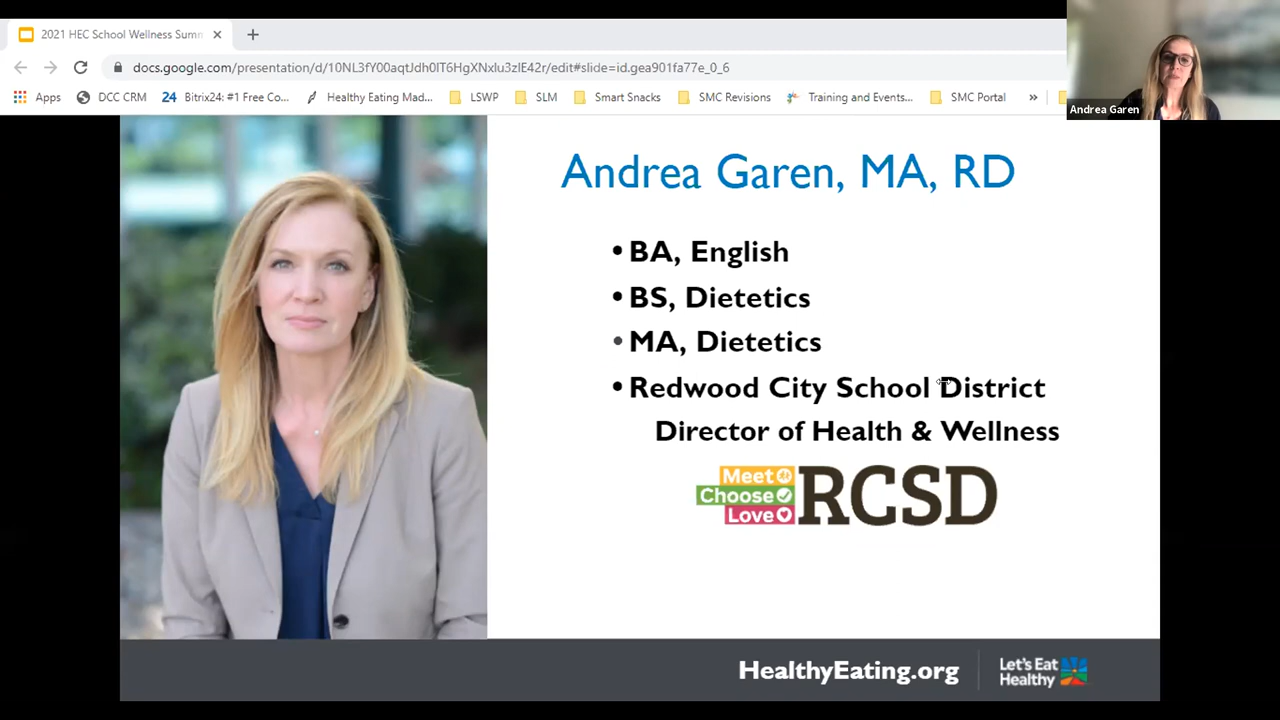 2021 HEC School Wellness Summ
docs.google.com/presentation/d/10NL3fY00aqtJdh0lT6HgXNxlu3zlE42r/edit#slide=id.gea901fa77e_0_6
Apps
DCC CRM
24 Bitrix24: #1 Free Co...
Healthy Eating Mad...
LSWP
SLM
Smart Snacks
SMC Revisions
Training and Events...
SMC Portal
»
Andrea Garen
Andrea Garen, MA, RD
• BA, English
• BS, Dietetics
• MA, Dietetics
• Redwood City School District
Director of Health & Wellness
Meet
Choose
Love
RCSD
HealthyEating.org
Let's Eat
Healthy